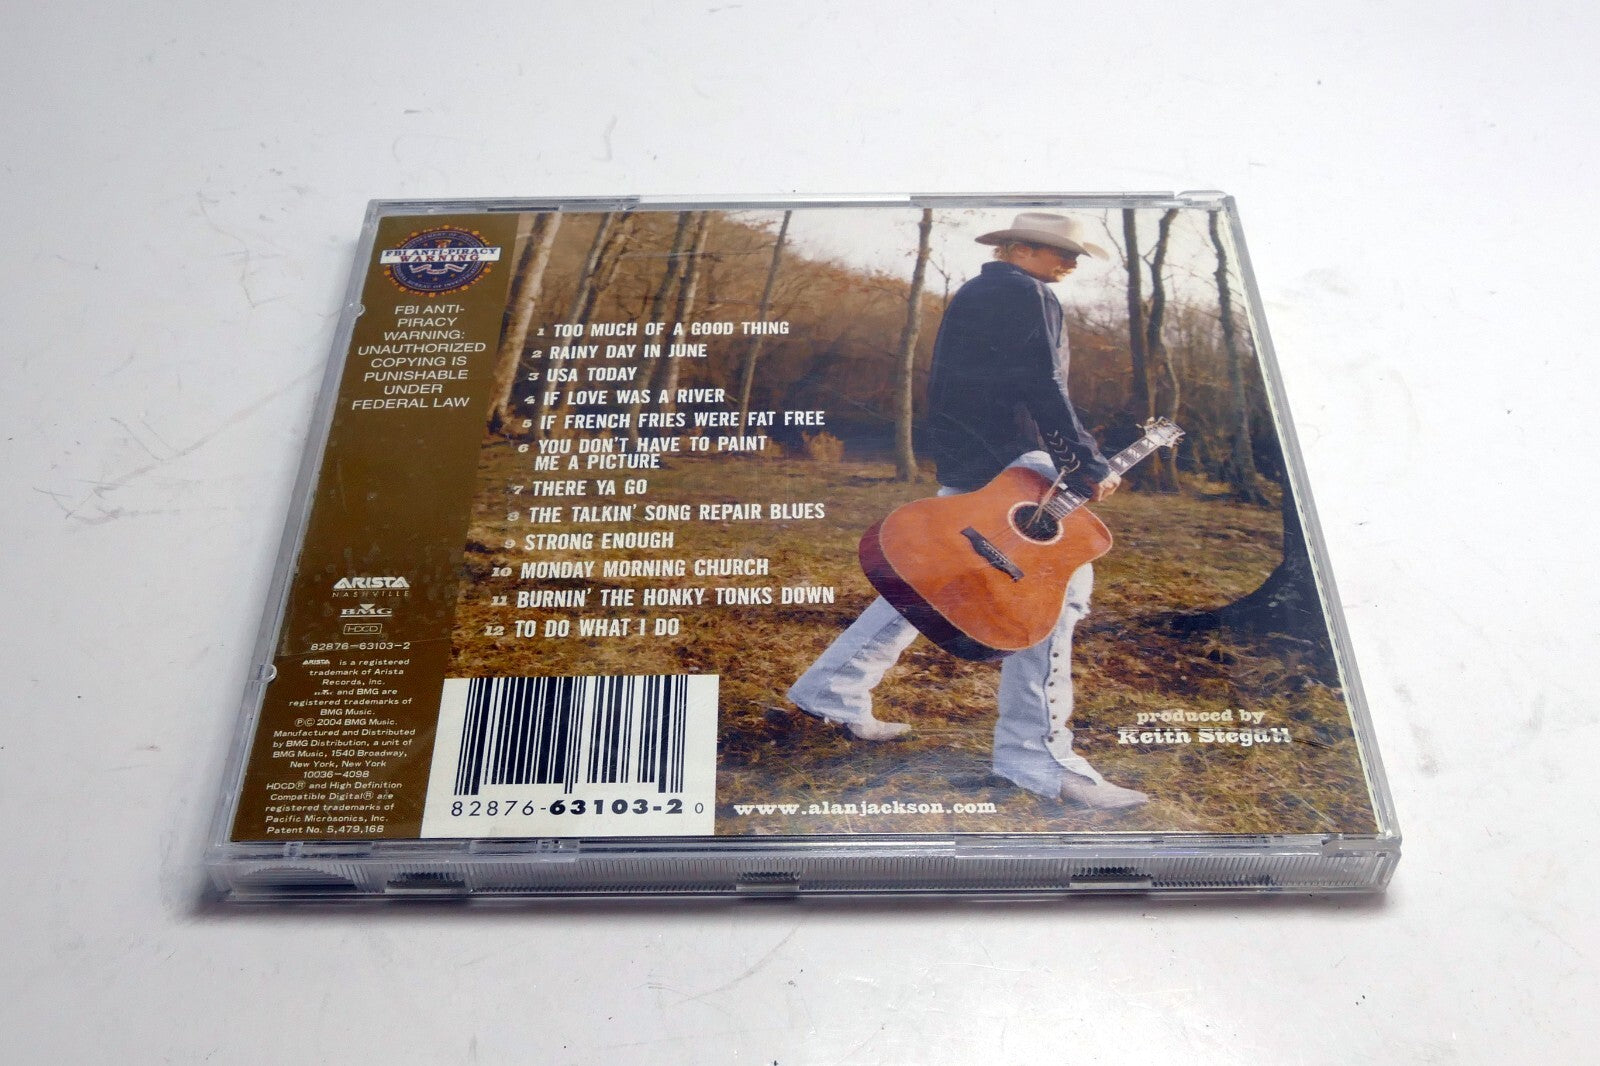 FBI ANTI-PIRACY
WARNING
FBI ANTI-
PIRACY
WARNING:
UNAUTHORIZED
COPYING IS
PUNISHABLE
UNDER
FEDERAL LAW
1 TOO MUCH OF A GOOD THING
2 RAINY DAY IN JUNE
3 USA TODAY
4 IF LOVE WAS A RIVER
5 IF FRENCH FRIES WERE FAT FREE
6 YOU DON'T HAVE TO PAINT
ME A PICTURE
7 THERE YA GO
8 THE TALKIN' SONG REPAIR BLUES
9 STRONG ENOUGH
10 MONDAY MORNING CHURCH
11 BURNIN' THE HONKY TONKS DOWN
12 TO DO WHAT I DO
ARISTA
NASHVILLE
BMG
HDCD
82876-63103-2
ARISTA is a registered
trademark of Arista
Records, Inc.
and BMG are
registered trademarks of
BMG Music.
℗© 2004 BMG Music.
Manufactured and Distributed
by BMG Distribution, a unit of
BMG Music, 1540 Broadway,
New York, New York
10036-4098
HDCD® and High Definition
Compatible Digital® are
registered trademarks of
Pacific Microsonics, Inc.
Patent No. 5,479,168
82876-63103-2 0
www.alanjackson.com
produced by
Keith Stegall